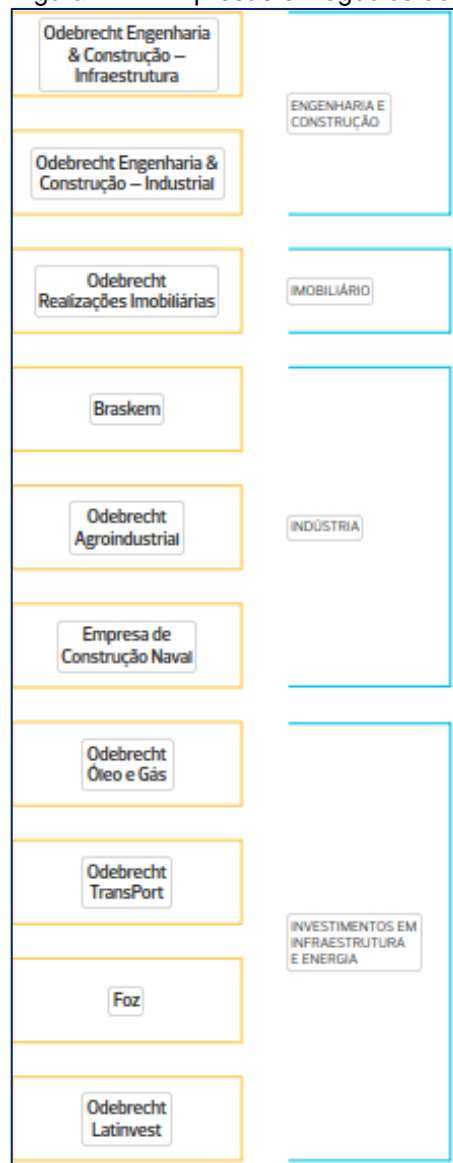 Odebrecht Engenharia
& Construção –
Infraestrutura
ENGENHARIA E
CONSTRUÇÃO
Odebrecht Engenharia &
Construção – Industrial
Odebrecht
Realizações Imobiliárias
IMOBILIÁRIO
Braskem
Odebrecht
Agroindustrial
INDÚSTRIA
Empresa de
Construção Naval
Odebrecht
Óleo e Gás
Odebrecht
TransPort
INVESTIMENTOS EM
INFRAESTRUTURA
E ENERGIA
Foz
Odebrecht
Latinvest